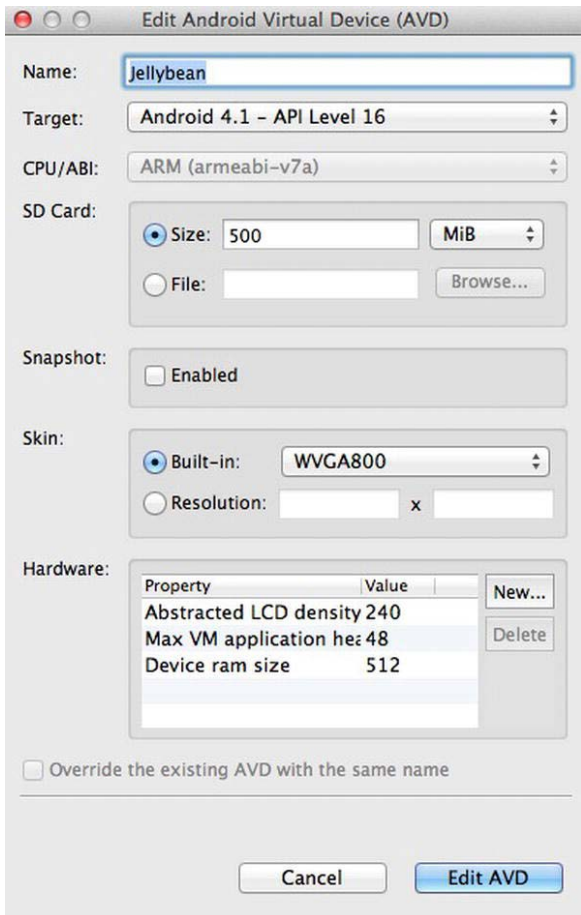 Edit Android Virtual Device (AVD)
Name: Jellybean
Target: Android 4.1 – API Level 16
CPU/ABI: ARM (armeabi-v7a)
SD Card:
Size: 500 MiB
File: Browse...
Snapshot:
Enabled
Skin:
Built-in: WVGA800
Resolution: x
Hardware:
Property Value
New...
Abstracted LCD density 240
Max VM application hea 48
Delete
Device ram size 512
Override the existing AVD with the same name
Cancel Edit AVD